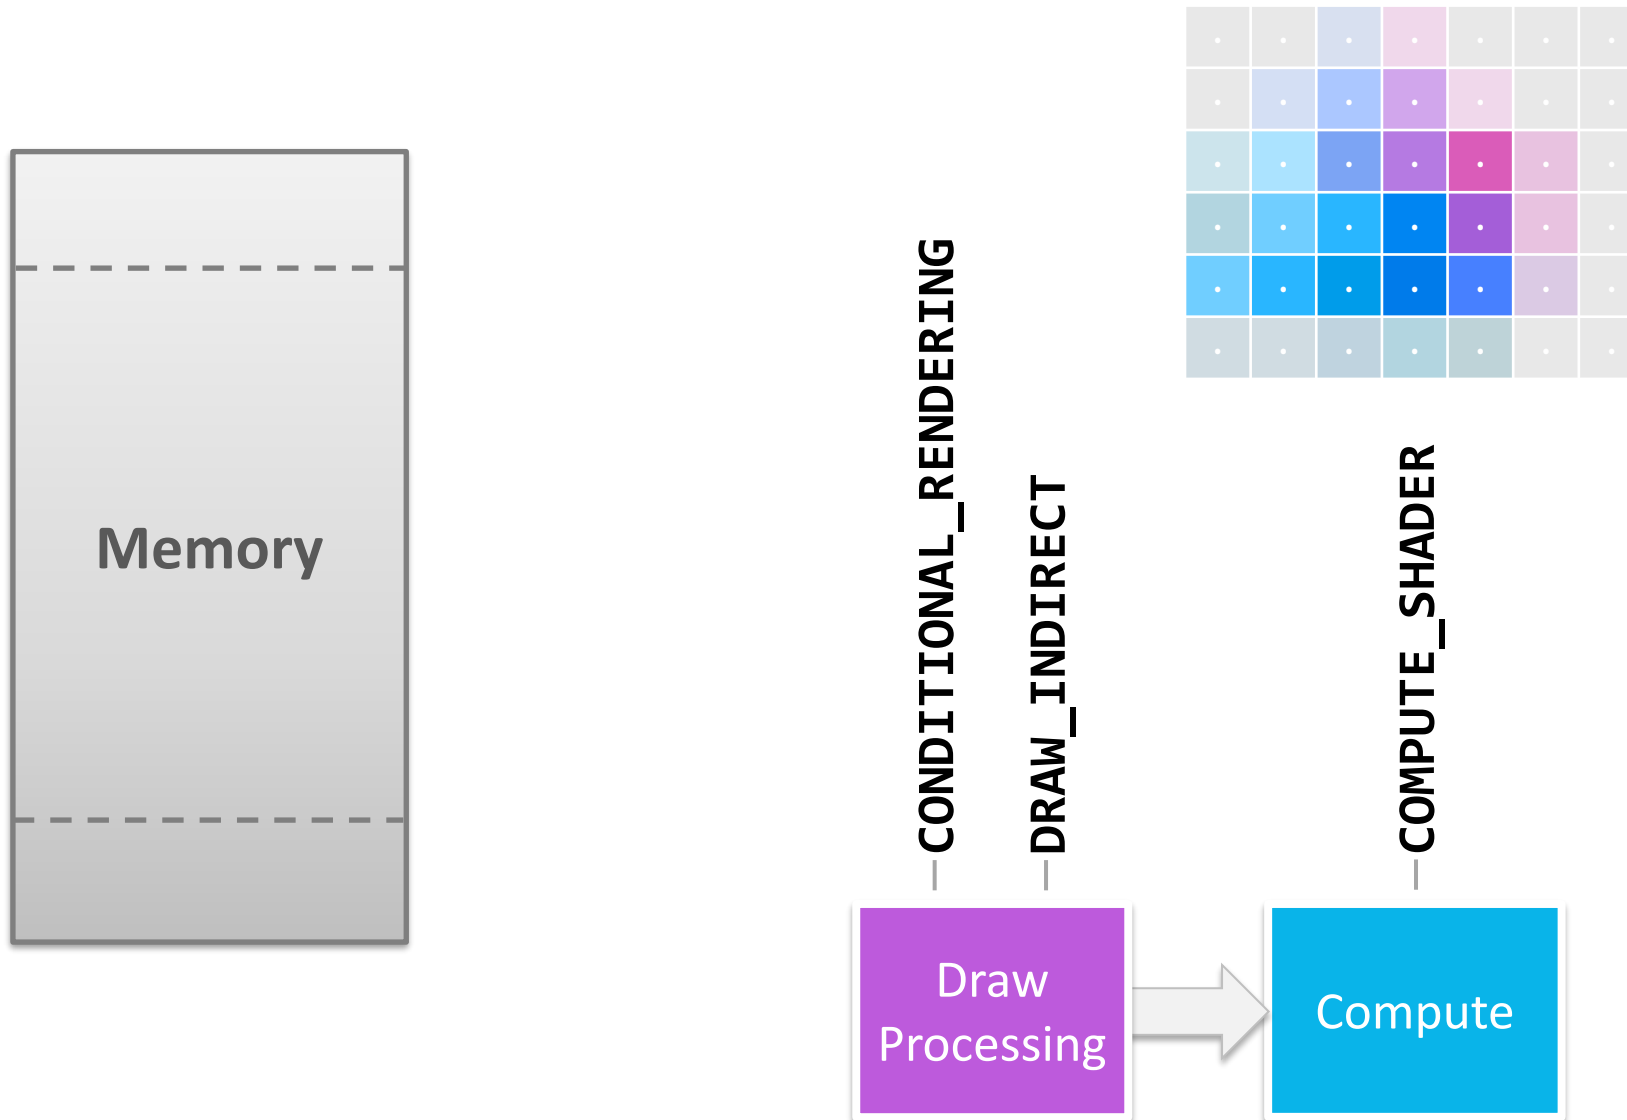 Memory
CONDITIONAL_RENDERING
DRAW_INDIRECT
COMPUTE_SHADER
Draw
Processing
Compute